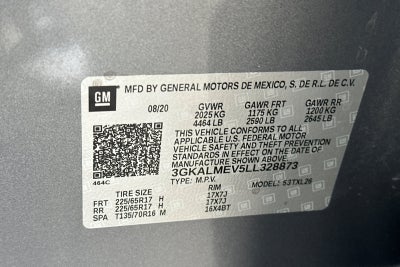 GM
MFD BY GENERAL MOTORS DE MEXICO, S. DE R.L. DE C.V.
08/20 GVWR GAWR FRT GAWR RR
2025 KG 1175 KG 1200 KG
4464 LB 2590 LB 2645 LB
THIS VEHICLE CONFORMS TO ALL
APPLICABLE U.S. FEDERAL MOTOR
VEHICLE SAFETY AND THEFT PREVENTION
STANDARDS IN EFFECT ON THE DATE OF
MANUFACTURE SHOWN ABOVE.
3GKALMEV5LL328873
464C TYPE: M.P.V. MODEL: 53TXL26
TIRE SIZE RIM
FRT 225/65R17 H 17X7J
RR 225/65R17 H 17X7J
SPA T135/70R16 M 16X4BT